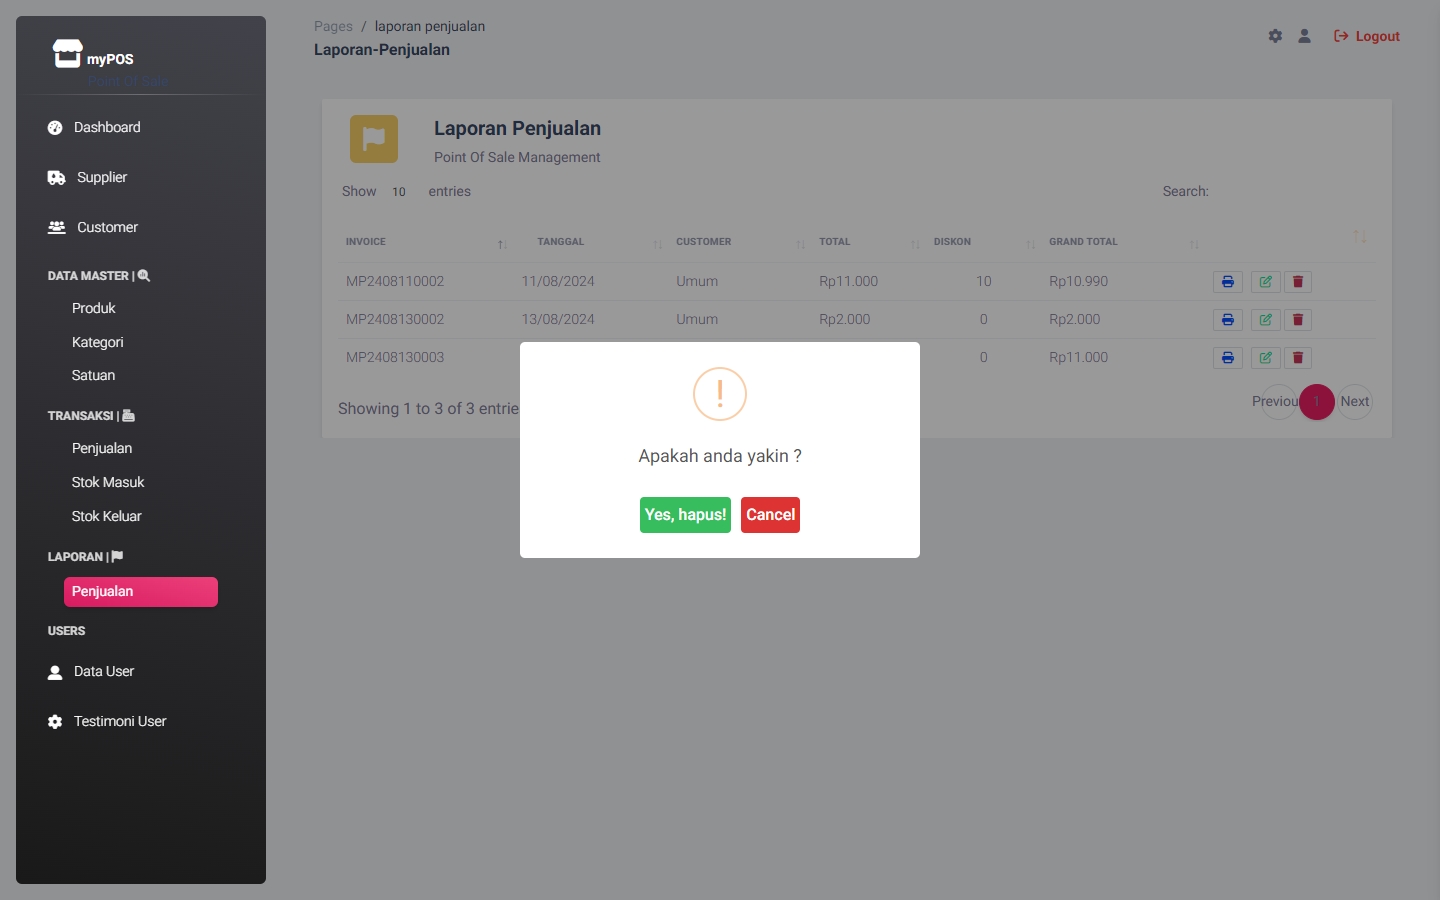 myPOS
Point Of Sale
Dashboard
Supplier
Customer
DATA MASTER |
Produk
Kategori
Satuan
TRANSAKSI |
Penjualan
Stok Masuk
Stok Keluar
LAPORAN |
Penjualan
USERS
Data User
Testimoni User
Pages / laporan penjualan
Laporan-Penjualan
Logout
Laporan Penjualan
Point Of Sale Management
Show 10 entries
Search:
INVOICE TANGGAL CUSTOMER TOTAL DISKON GRAND TOTAL
MP2408110002 11/08/2024 Umum Rp11.000 10 Rp10.990
MP2408130002 13/08/2024 Umum Rp2.000 0 Rp2.000
MP2408130003 0 Rp11.000
Showing 1 to 3 of 3 entrie
Previou 1 Next
!
Apakah anda yakin ?
Yes, hapus! Cancel